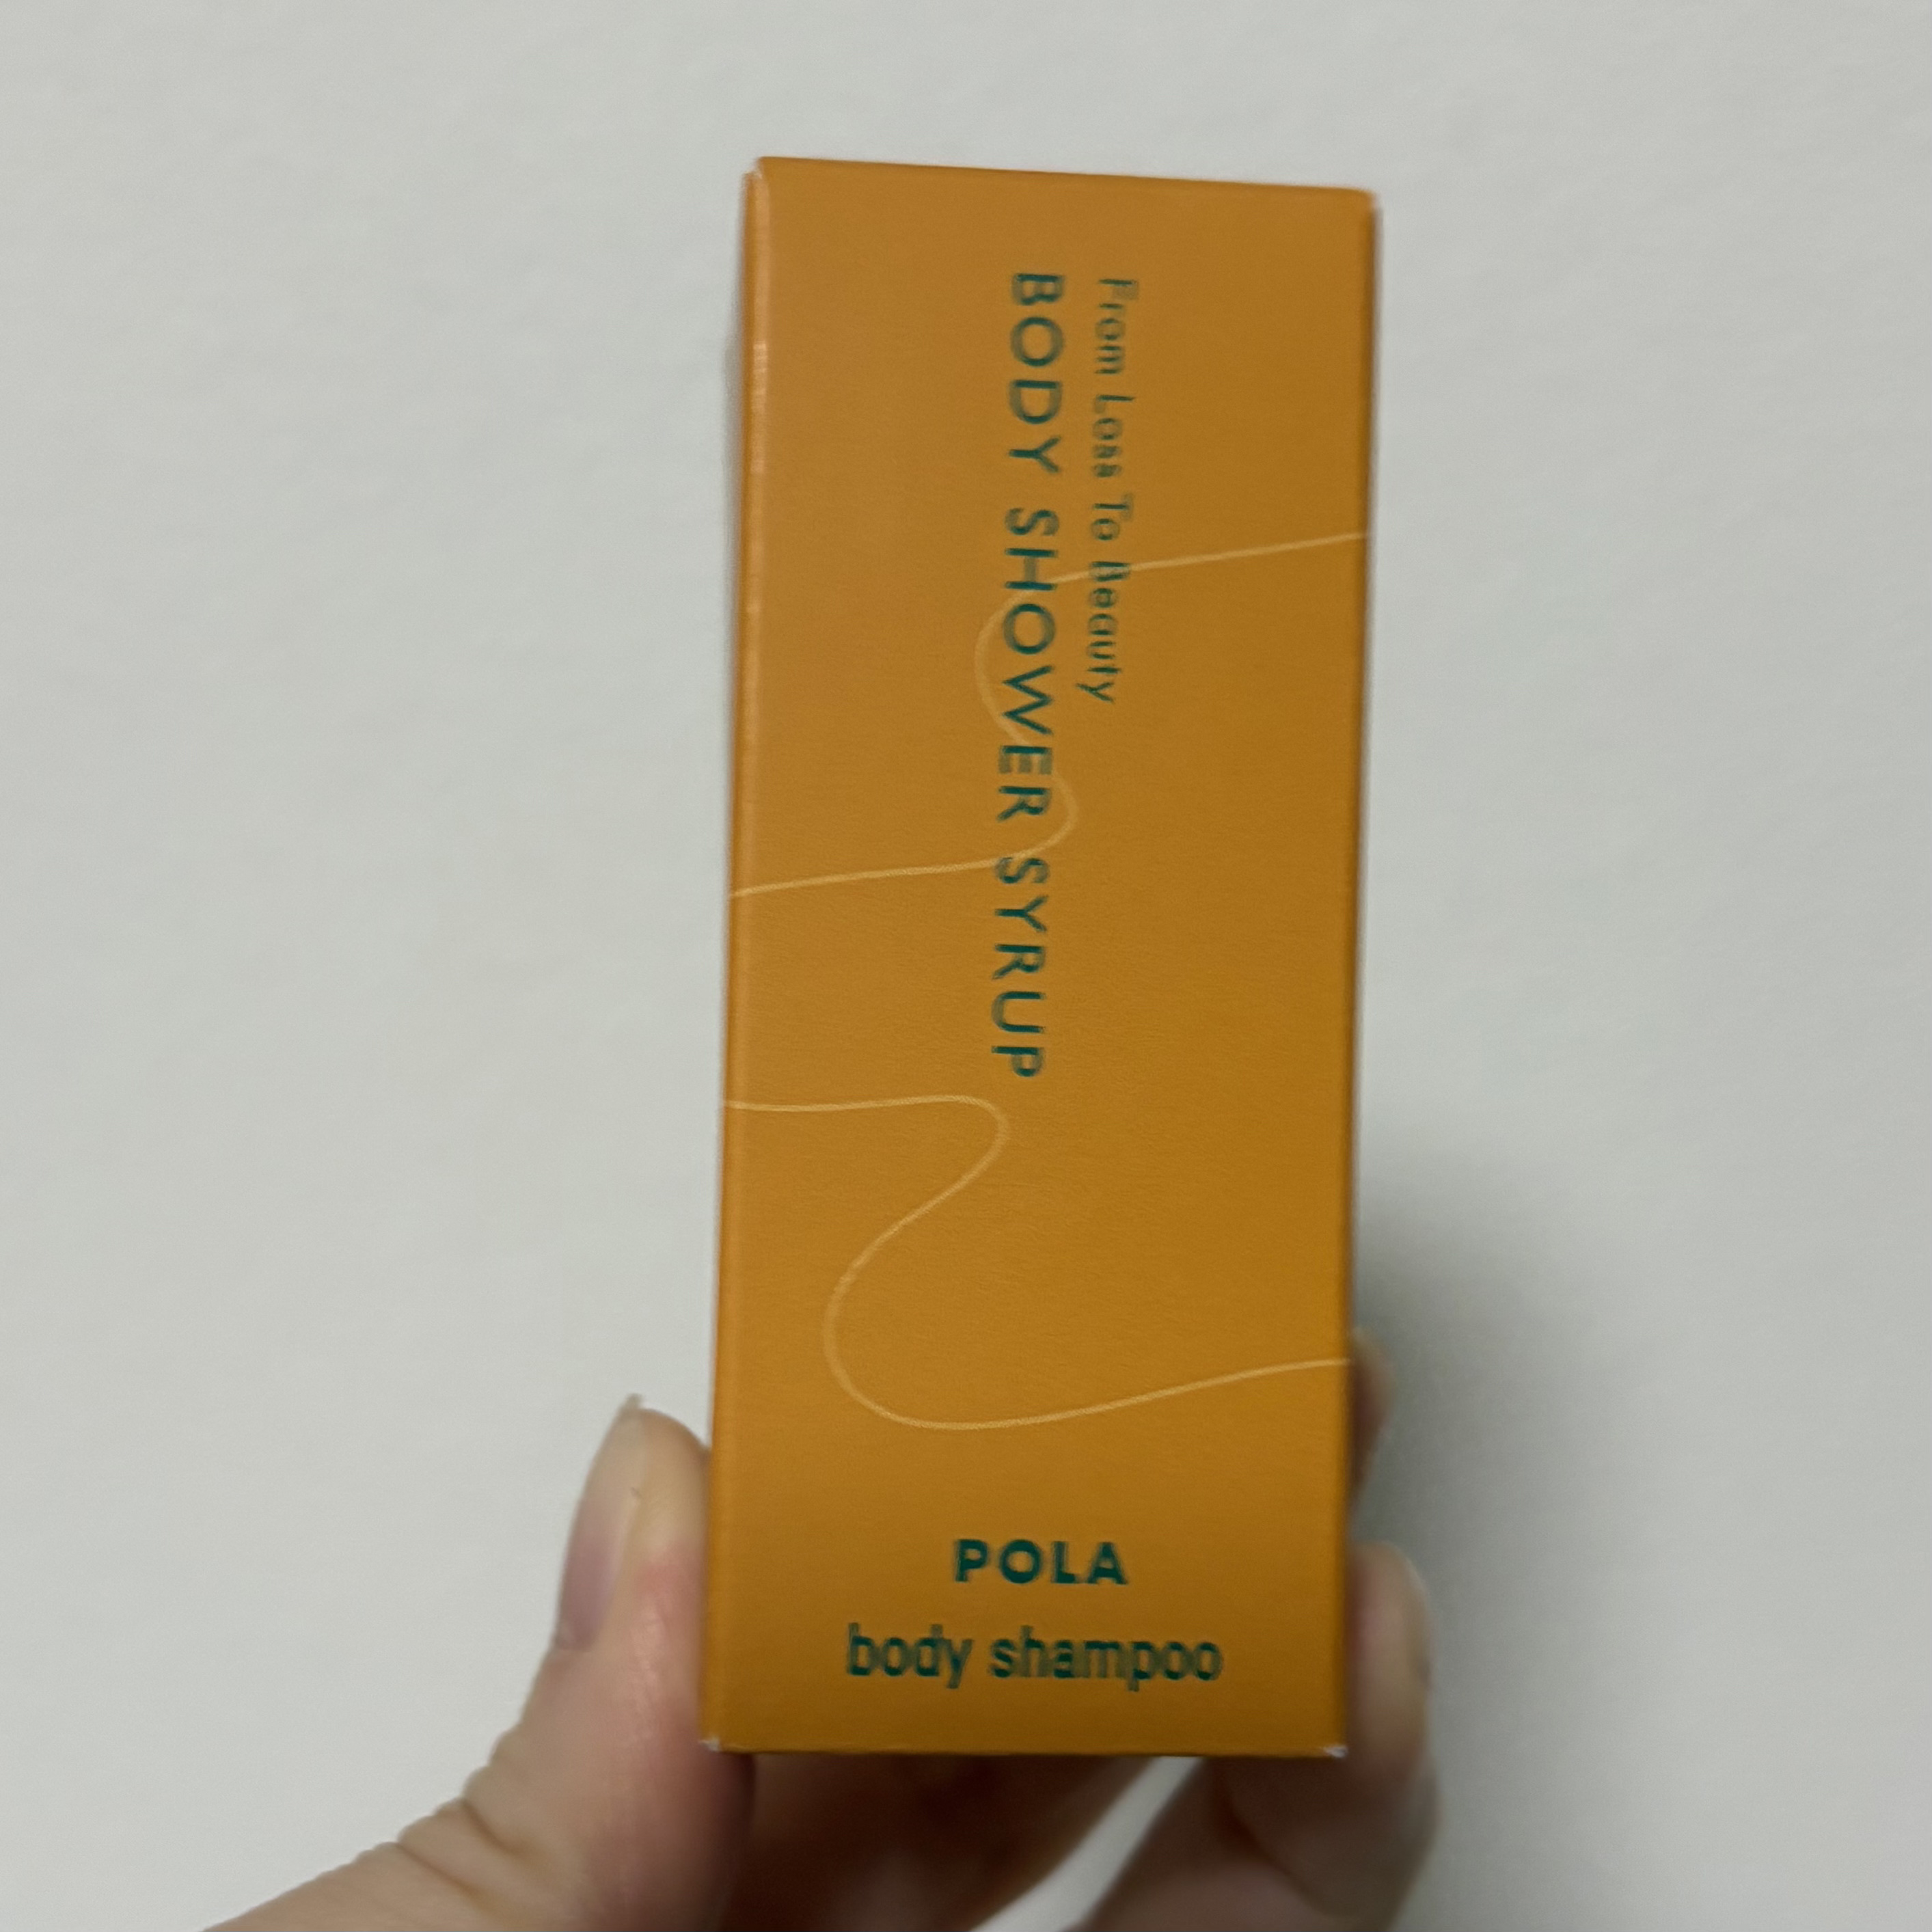 From Loss To Beauty
BODY SHOWER SYRUP
POLA
body shampoo